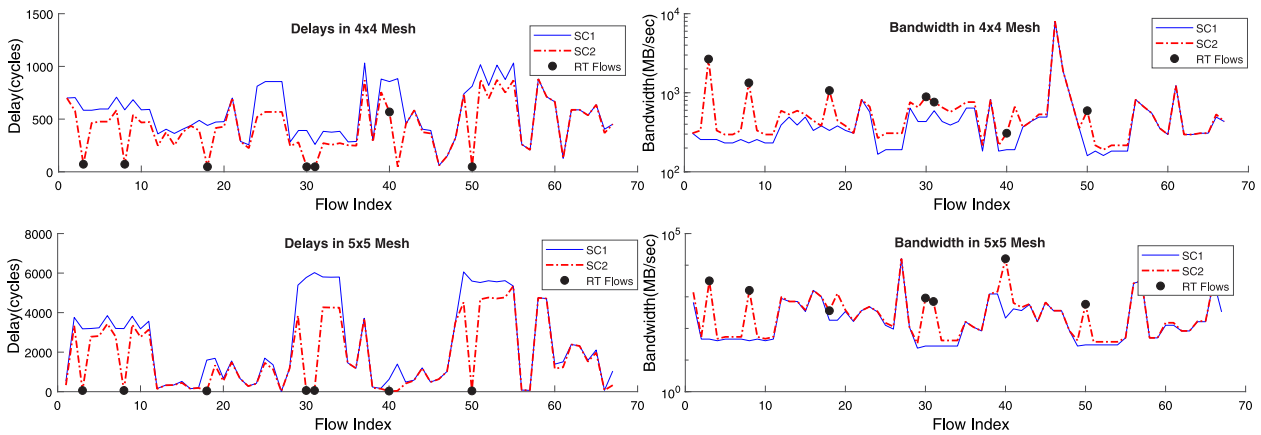 Delays in 4x4 Mesh
Delay(cycles)
1500
1000
500
0
SC1
SC2
RT Flows
0 10 20 30 40 50 60 70
Flow Index
Bandwidth in 4x4 Mesh
Bandwidth(MB/sec)
10^4
10^3
10^2
SC1
SC2
RT Flows
0 10 20 30 40 50 60 70
Flow Index
Delays in 5x5 Mesh
Delay(cycles)
8000
6000
4000
2000
0
SC1
SC2
RT Flows
0 10 20 30 40 50 60 70
Flow Index
Bandwidth in 5x5 Mesh
Bandwidth(MB/sec)
10^5
10^0
SC1
SC2
RT Flows
0 10 20 30 40 50 60 70
Flow Index